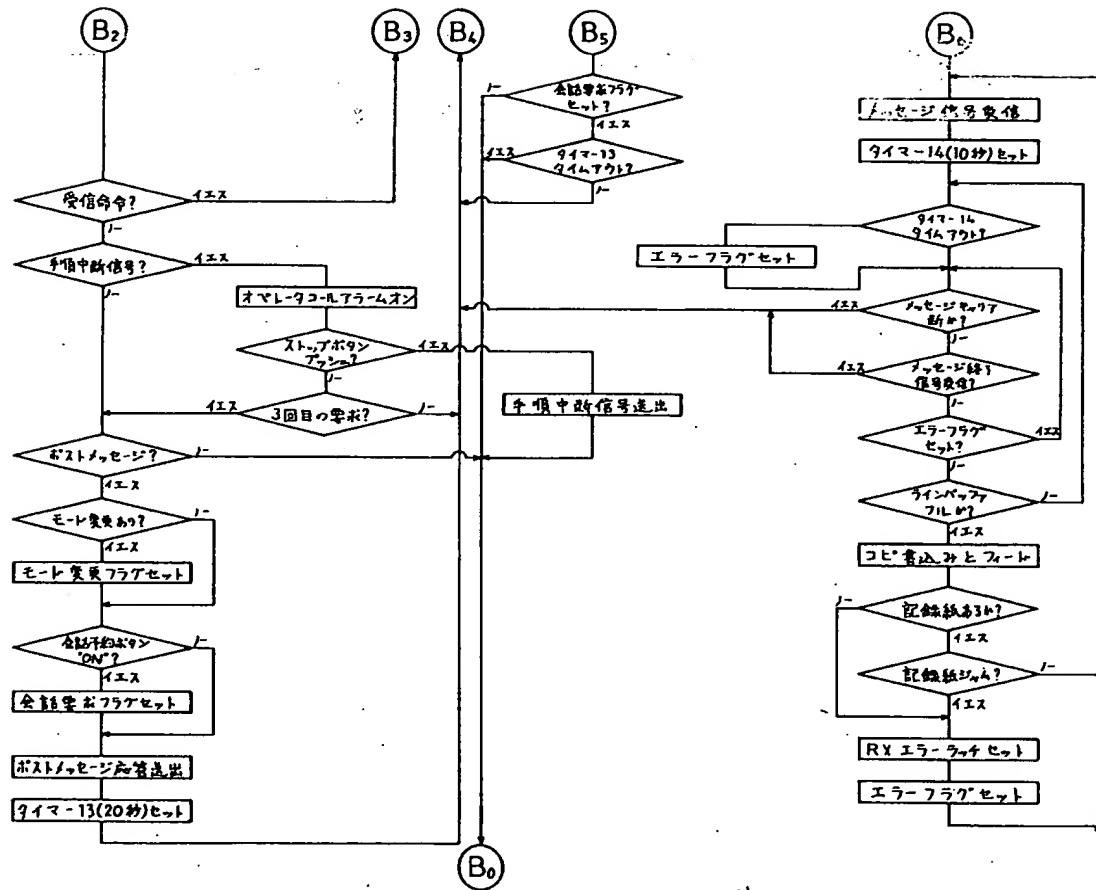 B₂
受信命令?
イエス
ノー
手順中断信号?
イエス
ノー
オペレータコールアラームオン
ストップボタン
プッシュ?
イエス
ノー
3回目の要求?
イエス
ノー
手順中断信号送出
ポストメッセージ?
ノー
イエス
モード変更あり?
ノー
イエス
モード変更フラグセット
会話予約ボタン
"ON"?
ノー
イエス
会話要求フラグセット
ポストメッセージ応答送出
タイマー13(20秒)セット
B₃
B₄
B₅
会話要求フラグ
セット?
ノー
イエス
タイマー13
タイムアウト?
イエス
ノー
B₀
メッセージ信号受信
タイマー14(10秒)セット
タイマー14
タイムアウト?
エラーフラグセット
イエス
ノー
メッセージ終了
信号受信?
イエス
ノー
エラーフラグ
セット?
イエス
ノー
ラインバッファ
フルか?
ノー
イエス
コピー書込みとフィード
記録紙あるか?
ノー
イエス
記録紙ジャム?
ノー
イエス
RXエラーラッチセット
エラーフラグセット